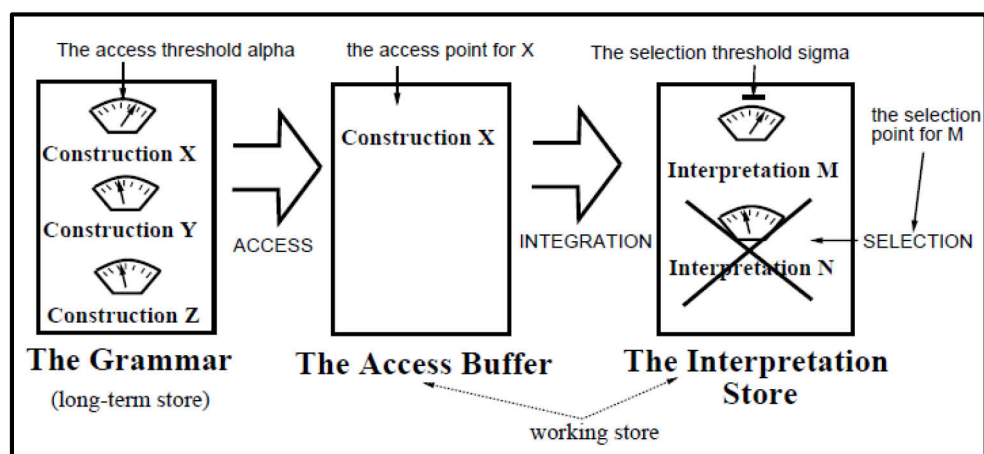 The access threshold alpha
the access point for X
The selection threshold sigma
the selection
point for M
Construction X
Construction Y
Construction Z
ACCESS
Construction X
INTEGRATION
Interpretation M
Interpretation N
SELECTION
The Grammar
(long-term store)
The Access Buffer
The Interpretation
Store
working store